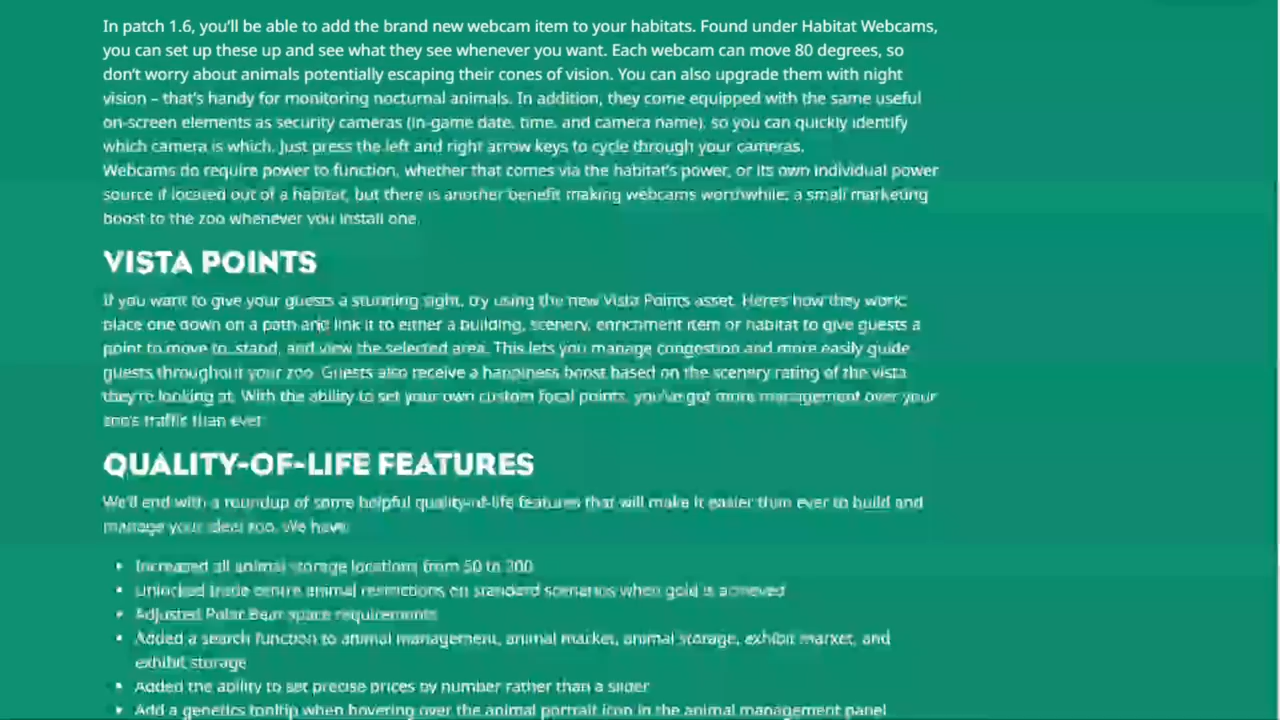 In patch 1.6, you'll be able to add the brand new webcam item to your habitats. Found under Habitat Webcams,
you can set up these up and see what they see whenever you want. Each webcam can move 80 degrees, so
don't worry about animals potentially escaping their cones of vision. You can also upgrade them with night
vision – that's handy for monitoring nocturnal animals. In addition, they come equipped with the same useful
on-screen elements as security cameras (in-game date, time, and camera name), so you can quickly identify
which camera is which. Just press the left and right arrow keys to cycle through your cameras.
Webcams do require power to function, whether that comes via the habitat's power, or its own individual power
source if located out of a habitat, but there is another benefit making webcams worthwhile: a small marketing
boost to the zoo whenever you install one.
VISTA POINTS
If you want to give your guests a stunning sight, try using the new Vista Points asset. Here's how they work:
place one down on a path and link it to either a building, scenery, enrichment item or habitat to give guests a
point to move to, stand, and view the selected area. This lets you manage congestion and more easily guide
guests throughout your zoo. Guests also receive a happiness boost based on the scenery rating of the vista
they're looking at. With the ability to set your own custom focal points, you've got more management over your
zoo's traffic than ever.
QUALITY-OF-LIFE FEATURES
We'll end with a roundup of some helpful quality-of-life features that will make it easier than ever to build and
manage your ideal zoo. We have:
• Increased all animal storage locations from 50 to 300
• Unlocked trade centre animal restrictions on standard scenarios when gold is achieved
• Adjusted Polar Bear space requirements
• Added a search function to animal management, animal market, animal storage, exhibit market, and
exhibit storage
• Added the ability to set precise prices by number rather than a slider
• Add a genetics tooltip when hovering over the animal portrait icon in the animal management panel